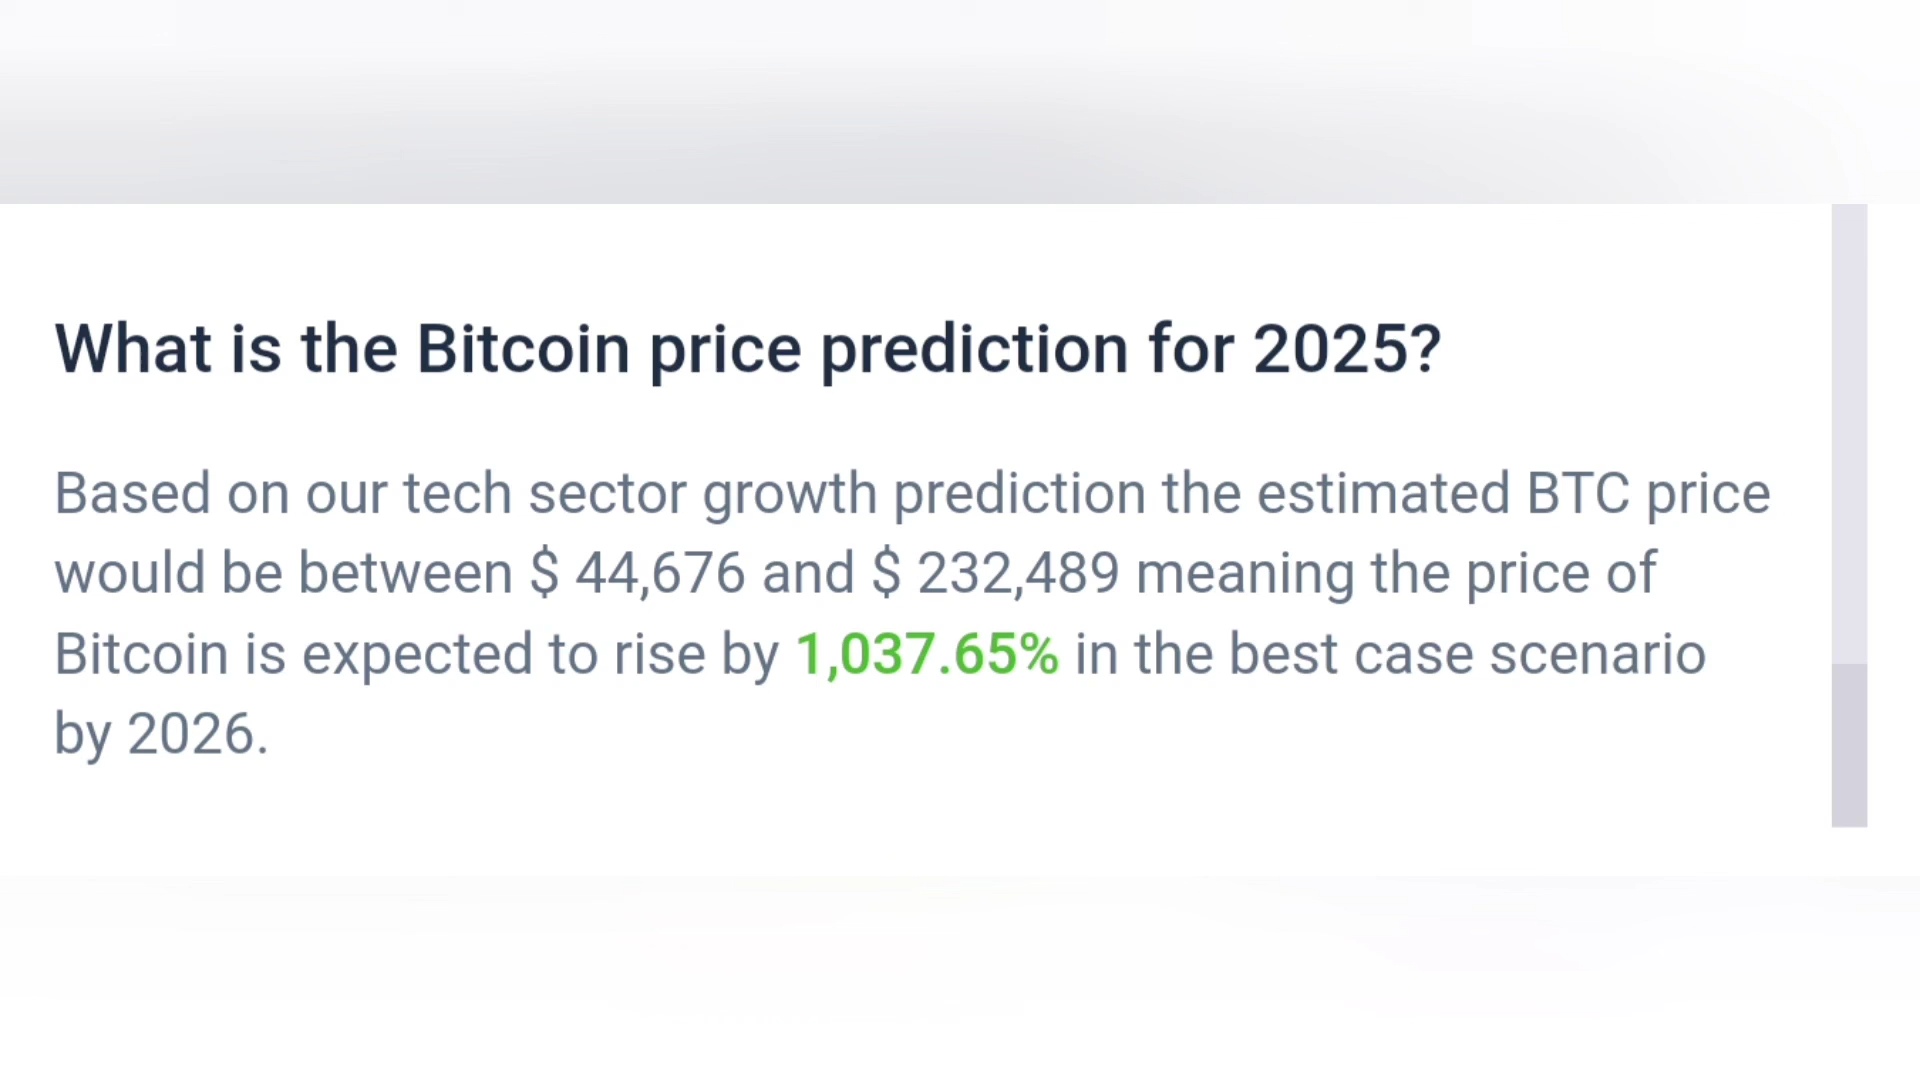 What is the Bitcoin price prediction for 2025?
Based on our tech sector growth prediction the estimated BTC price
would be between $ 44,676 and $ 232,489 meaning the price of
Bitcoin is expected to rise by 1,037.65% in the best case scenario
by 2026.